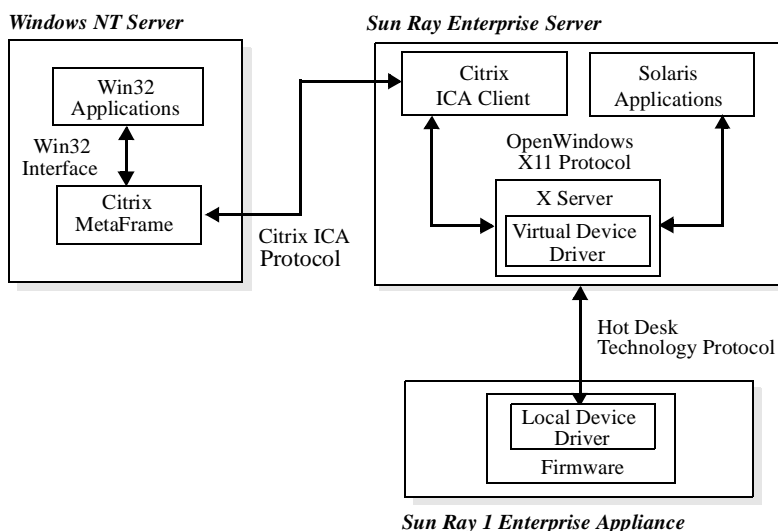 Windows NT Server
Win32
Applications
Win32
Interface
Citrix
MetaFrame
Citrix ICA
Protocol
Sun Ray Enterprise Server
Citrix
ICA Client
Solaris
Applications
OpenWindows
X11 Protocol
X Server
Virtual Device
Driver
Hot Desk
Technology Protocol
Local Device
Driver
Firmware
Sun Ray 1 Enterprise Appliance